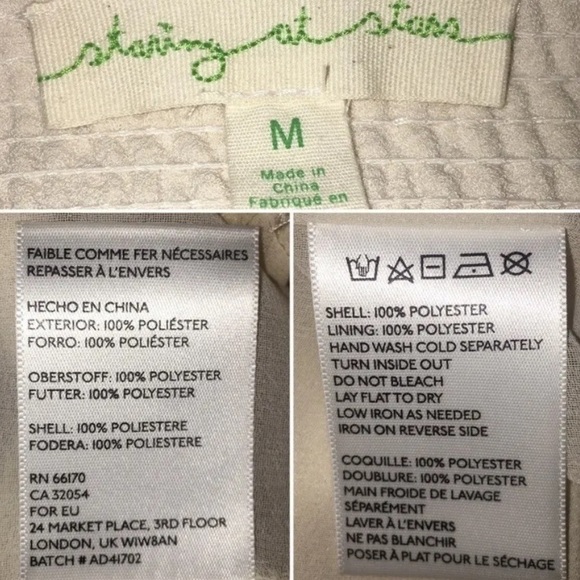 staring at stars
M
Made in
China
Fabriqué en
FAIBLE COMME FER NÉCESSAIRES
REPASSER À L'ENVERS
HECHO EN CHINA
EXTERIOR: 100% POLIÉSTER
FORRO: 100% POLIÉSTER
OBERSTOFF: 100% POLYESTER
FUTTER: 100% POLYESTER
SHELL: 100% POLIESTERE
FODERA: 100% POLIESTERE
RN 66170
CA 32054
FOR EU
24 MARKET PLACE, 3RD FLOOR
LONDON, UK WIW8AN
BATCH # AD41702
SHELL: 100% POLYESTER
LINING: 100% POLYESTER
HAND WASH COLD SEPARATELY
TURN INSIDE OUT
DO NOT BLEACH
LAY FLAT TO DRY
LOW IRON AS NEEDED
IRON ON REVERSE SIDE
COQUILLE: 100% POLYESTER
DOUBLURE: 100% POLYESTER
MAIN FROIDE DE LAVAGE
SÉPARÉMENT
LAVER À L'ENVERS
NE PAS BLANCHIR
POSER À PLAT POUR LE SÉCHAGE